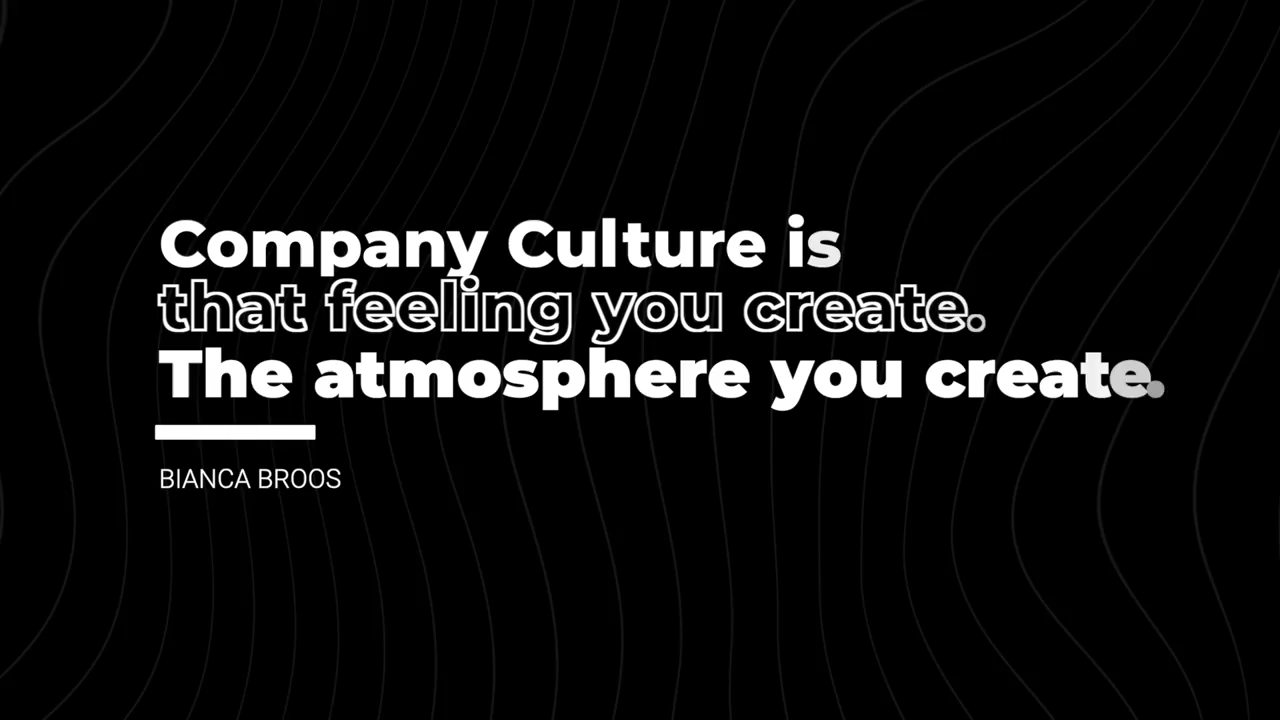 Company Culture is
that feeling you create.
The atmosphere you create.
BIANCA BROOS